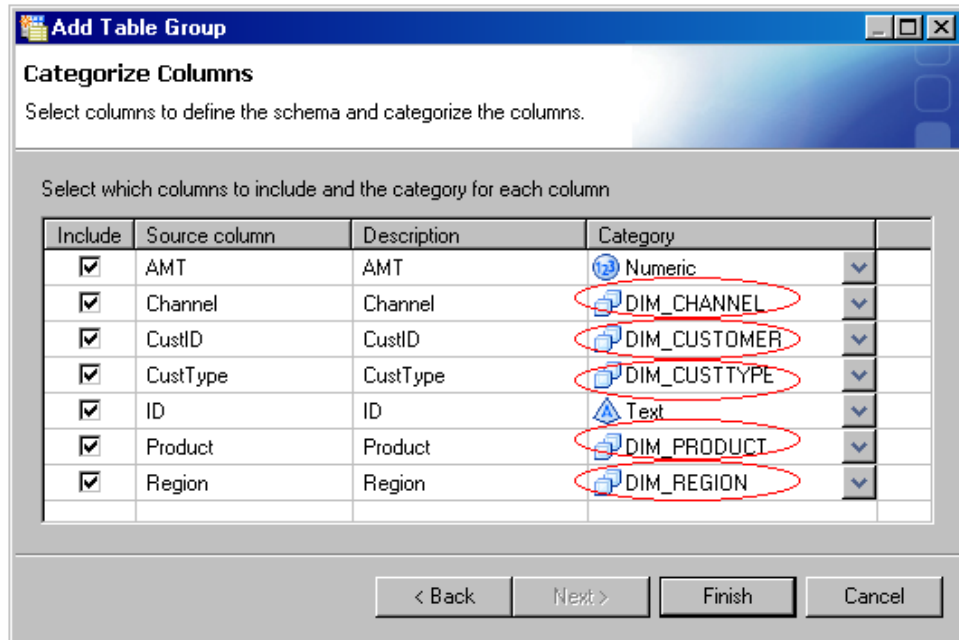 Add Table Group
Categorize Columns
Select columns to define the schema and categorize the columns.
Select which columns to include and the category for each column
Include Source column Description Category
AMT AMT 123 Numeric
Channel Channel DIM_CHANNEL
CustID CustID DIM_CUSTOMER
CustType CustType DIM_CUSTTYPE
ID ID A Text
Product Product DIM_PRODUCT
Region Region DIM_REGION
< Back Next > Finish Cancel